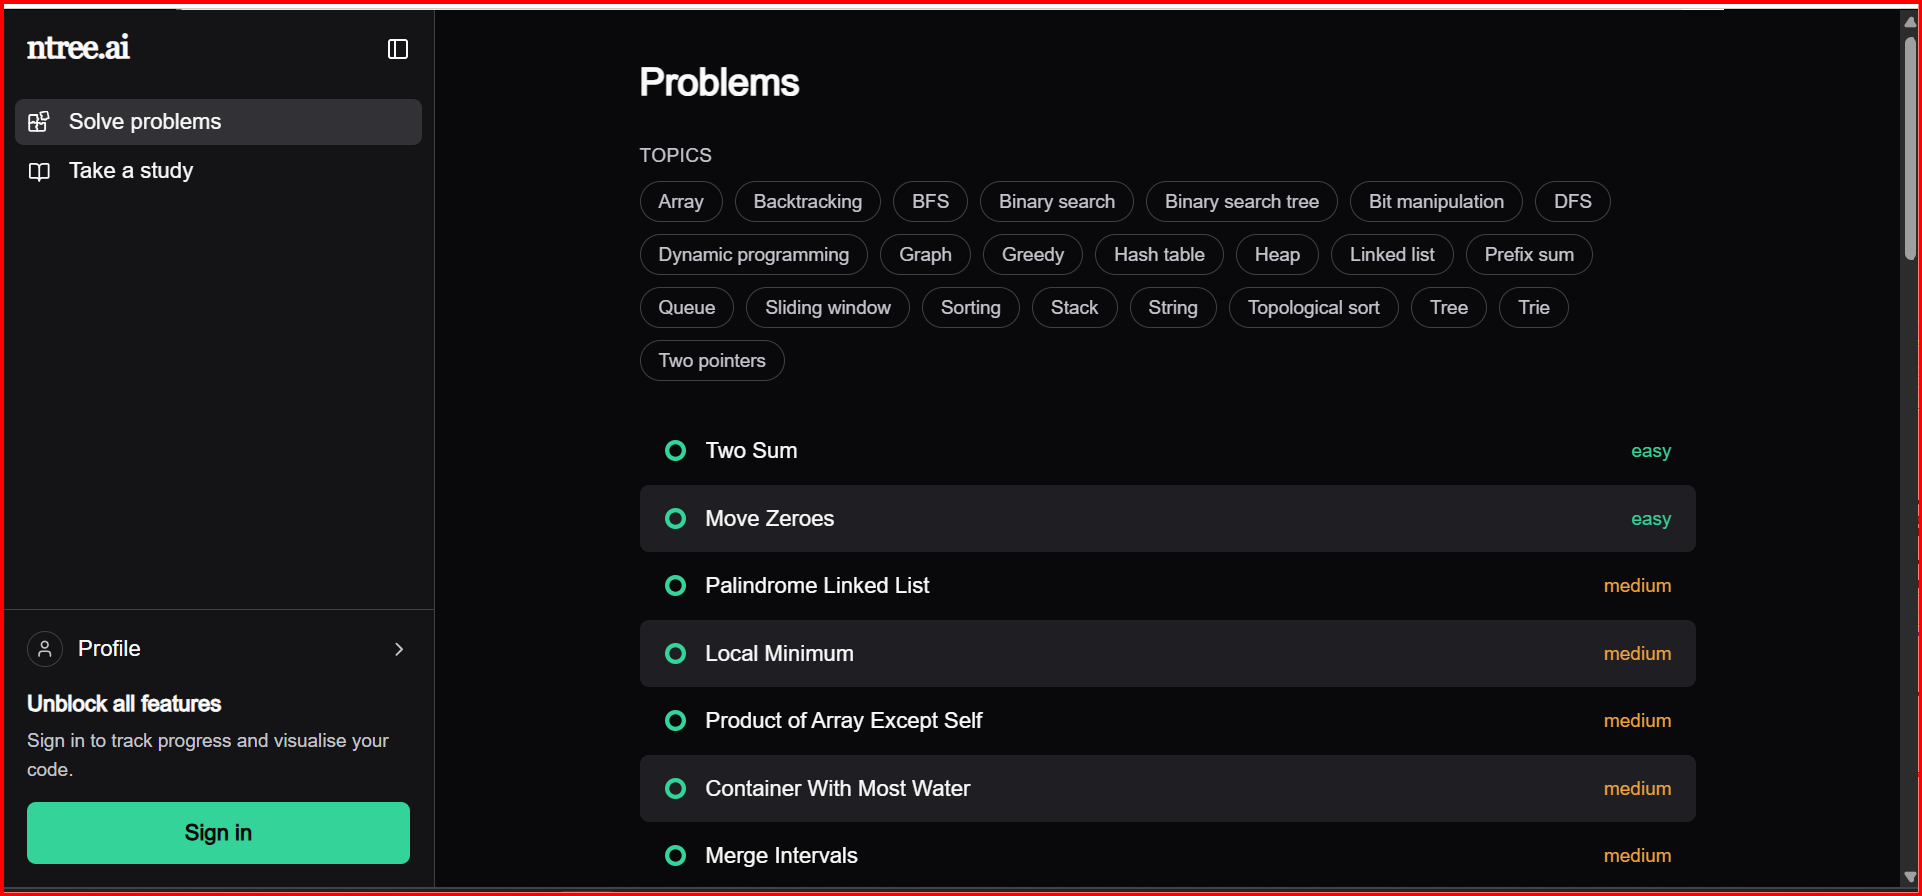 ntree.ai
Solve problems
Take a study
Profile
Unblock all features
Sign in to track progress and visualise your
code.
Sign in
Problems
TOPICS
Array Backtracking BFS Binary search Binary search tree Bit manipulation DFS
Dynamic programming Graph Greedy Hash table Heap Linked list Prefix sum
Queue Sliding window Sorting Stack String Topological sort Tree Trie
Two pointers
Two Sum easy
Move Zeroes easy
Palindrome Linked List medium
Local Minimum medium
Product of Array Except Self medium
Container With Most Water medium
Merge Intervals medium